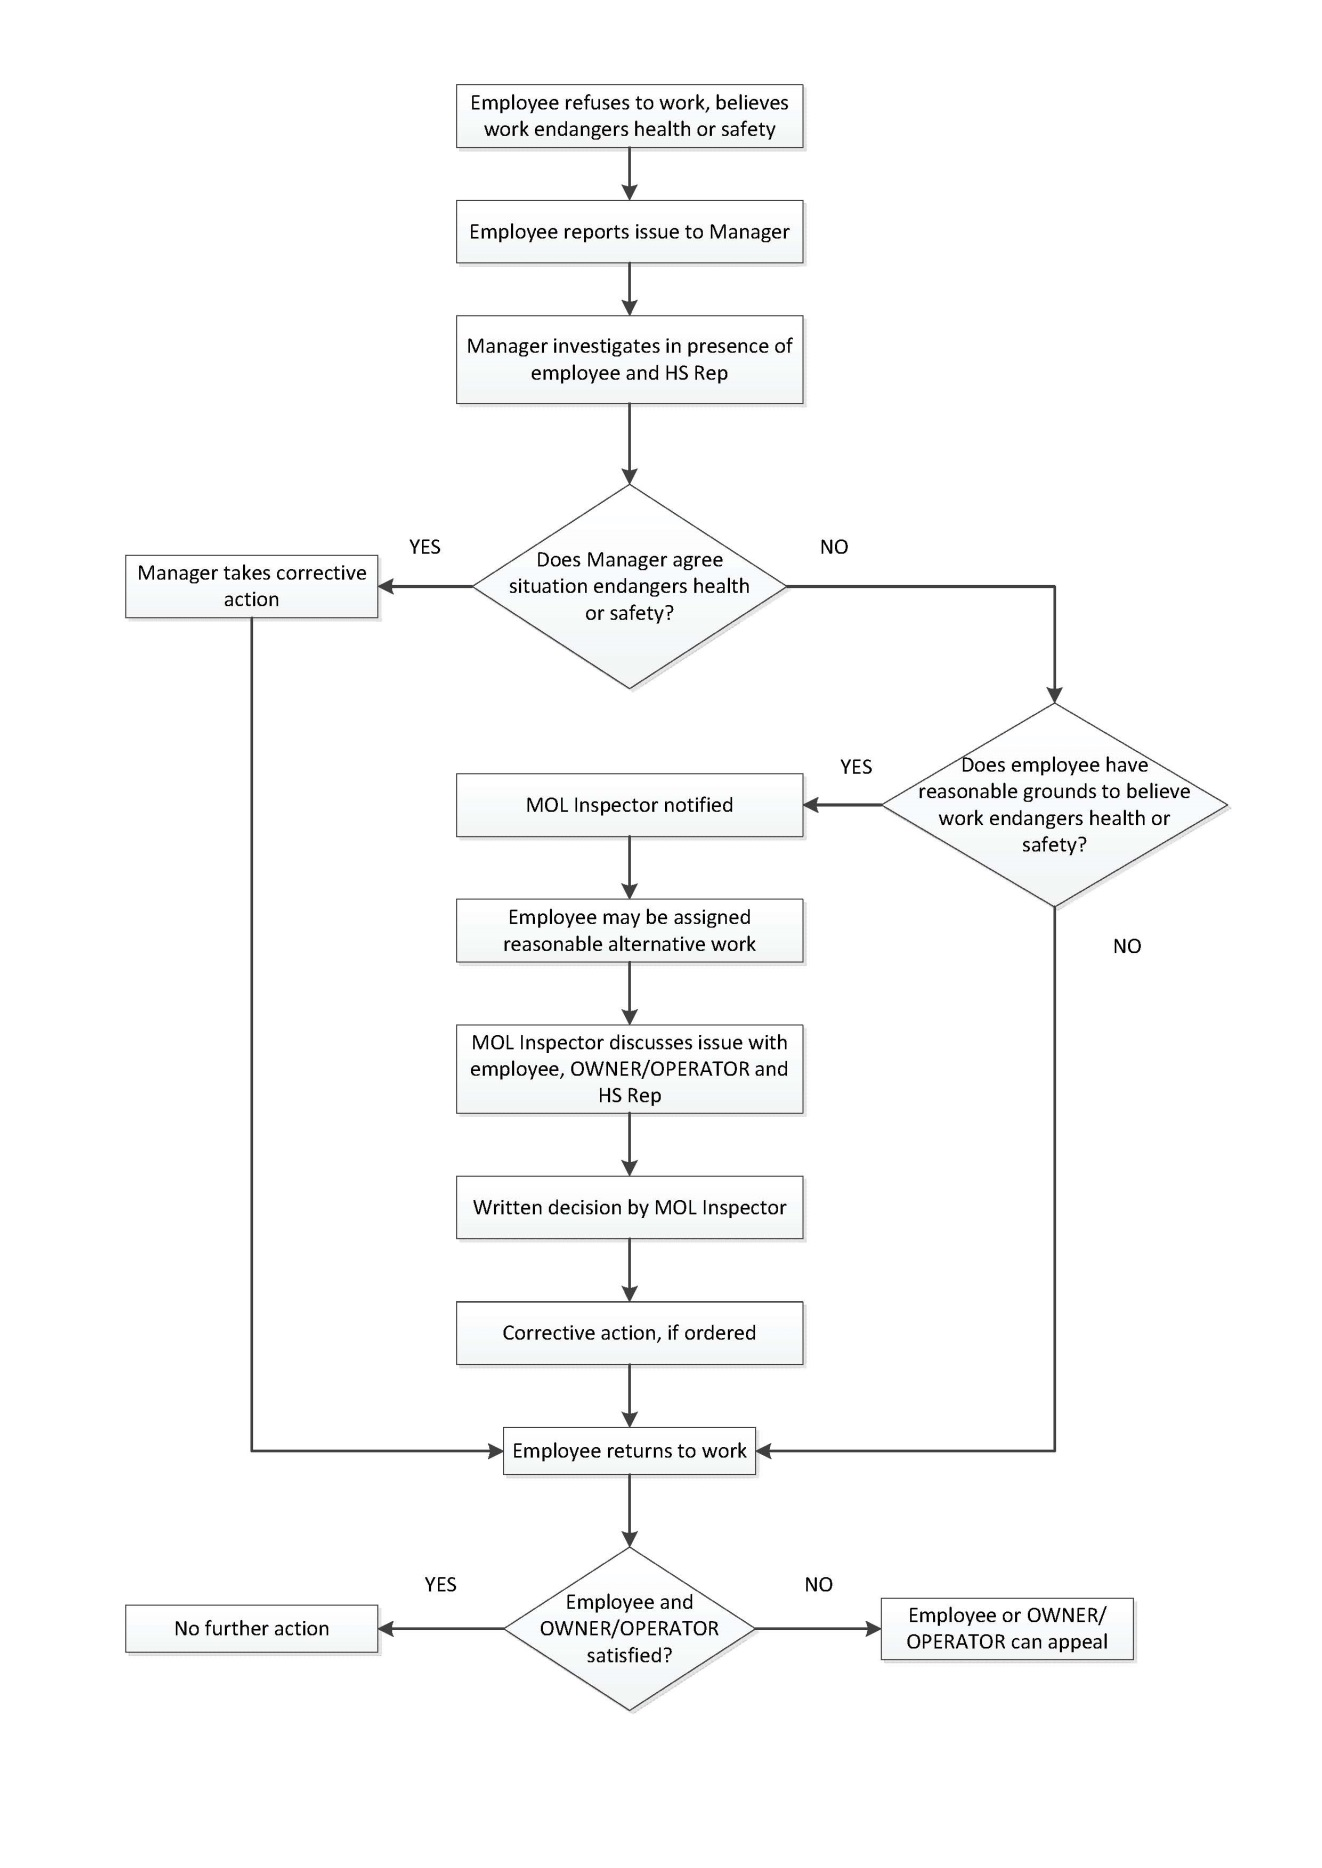 Employee refuses to work, believes
work endangers health or safety
Employee reports issue to Manager
Manager investigates in presence of
employee and HS Rep
YES
NO
Does Manager agree
situation endangers health
or safety?
Manager takes corrective
action
Does employee have
reasonable grounds to believe
work endangers health or
safety?
YES
NO
MOL Inspector notified
Employee may be assigned
reasonable alternative work
MOL Inspector discusses issue with
employee, OWNER/OPERATOR and
HS Rep
Written decision by MOL Inspector
Corrective action, if ordered
Employee returns to work
YES
NO
Employee and
OWNER/OPERATOR
satisfied?
No further action
Employee or OWNER/
OPERATOR can appeal